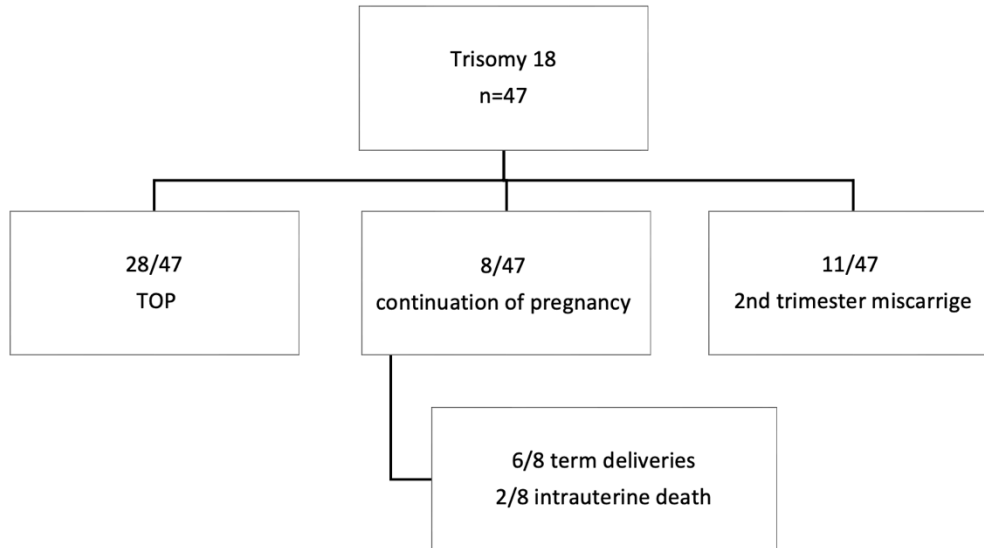 Trisomy 18
n=47
28/47
TOP
8/47
continuation of pregnancy
11/47
2nd trimester miscarrige
6/8 term deliveries
2/8 intrauterine death